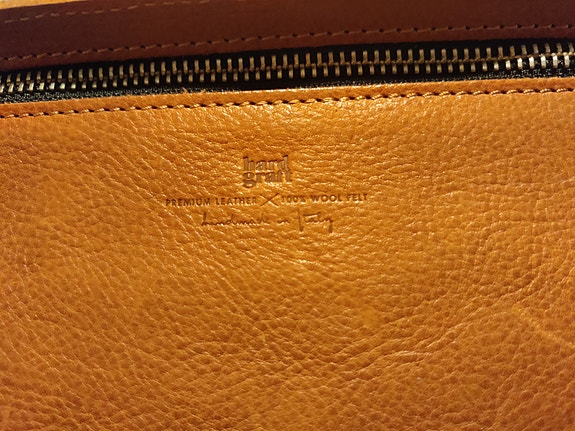 hard
graft
PREMIUM LEATHER X 100% WOOL FELT
handmade in Italy